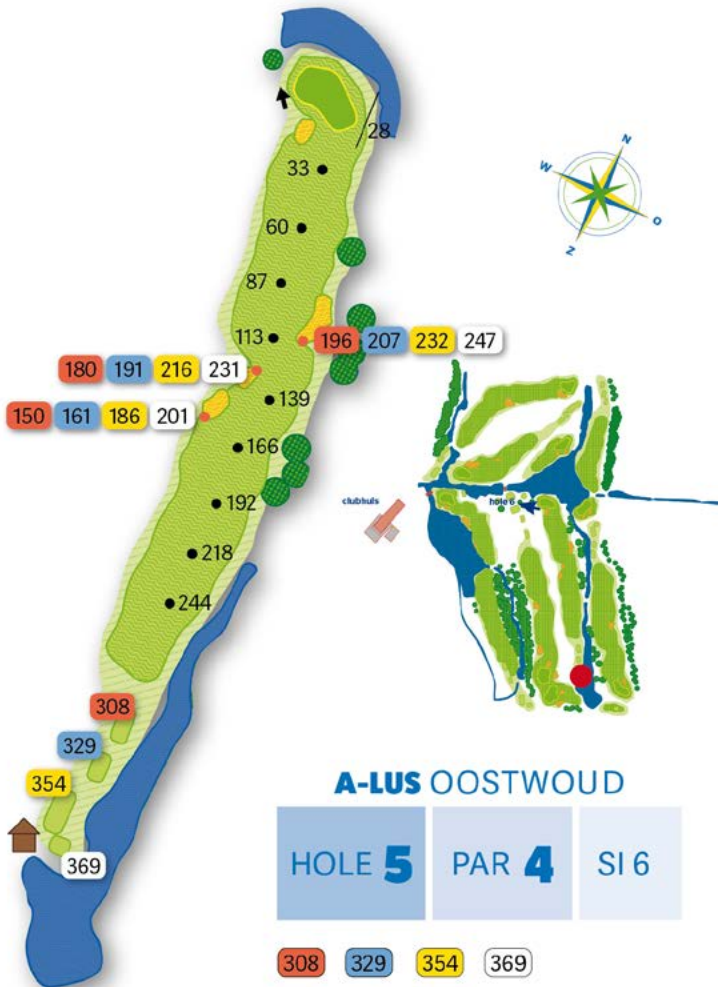 28
33
60
N
W
O
Z
87
113
196 207 232 247
180 191 216 231
139
150 161 186 201
166
192
clubhuis
hole 6
218
244
308
329
354
369
A-LUS OOSTWOUD
HOLE 5 PAR 4 SI 6
308 329 354 369